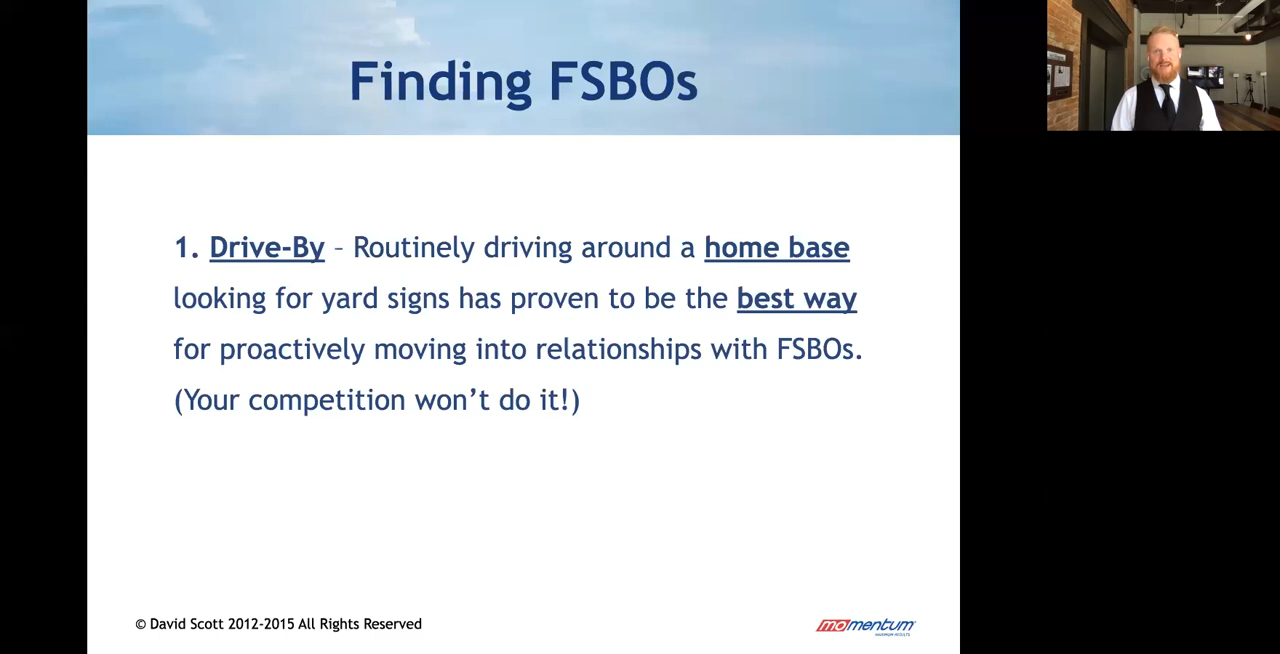 Finding FSBOs
1. Drive-By – Routinely driving around a home base
looking for yard signs has proven to be the best way
for proactively moving into relationships with FSBOs.
(Your competition won’t do it!)
© David Scott 2012-2015 All Rights Reserved
momentum